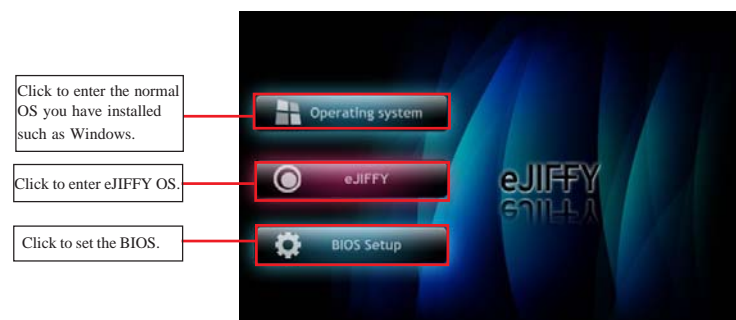 Click to enter the normal
OS you have installed
such as Windows.
Operating system
Click to enter eJIFFY OS.
eJIFFY
eJIFFY
Click to set the BIOS.
BIOS Setup